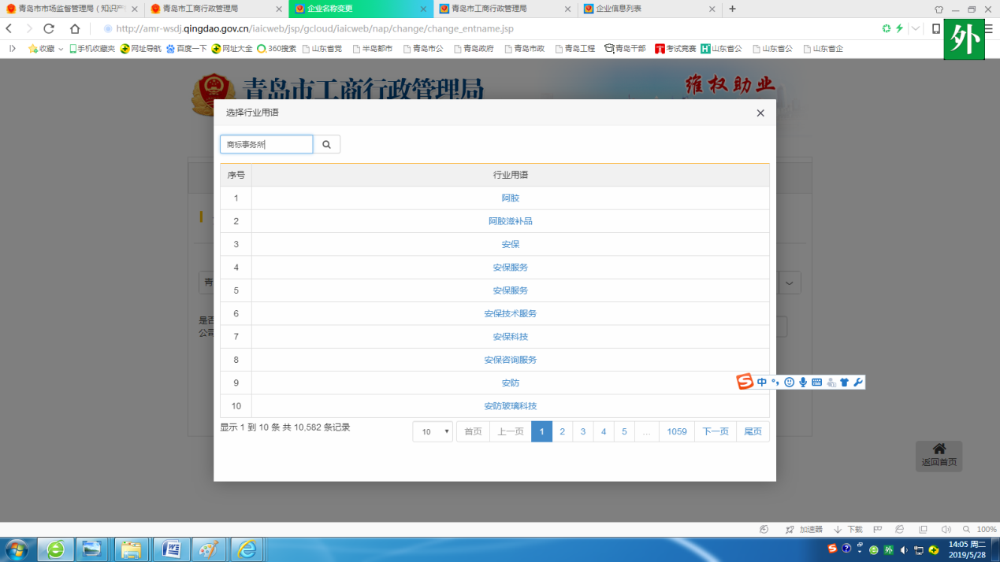 青岛市市场监督管理局（知识产
青岛市工商行政管理局
企业名称变更
青岛市工商行政管理局
企业信息列表
http://amr-wsdj.qingdao.gov.cn/iaicweb/jsp/gcloud/iaicweb/nap/change/change_entname.jsp
外
收藏 手机收藏夹 网址导航 百度一下 网址大全 360搜索 山东省党 半岛都市 青岛市公 青岛政府 青岛市政 青岛工程 青岛干部 考试竞赛 山东省公 山东省公 山东省企
青岛市工商行政管理局
维权助业
选择行业用语
商标事务所
序号 行业用语
1 阿胶
2 阿胶滋补品
3 安保
4 安保服务
5 安保服务
6 安保技术服务
7 安保科技
8 安保咨询服务
9 安防
10 安防玻璃科技
显示 1 到 10 条 共 10,582 条记录
10 首页 上一页 1 2 3 4 5 ... 1059 下一页 尾页
青
是否
公司
中
返回首页
加速器 下载 100%
外
14:05 周二
2019/5/28